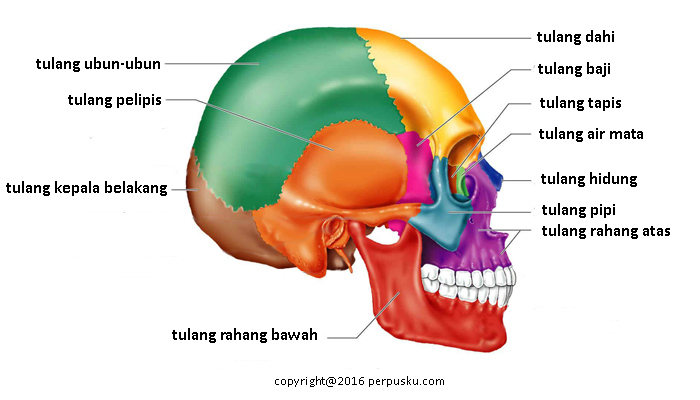 tulang dahi
tulang ubun-ubun
tulang baji
tulang pelipis
tulang tapis
tulang air mata
tulang kepala belakang
tulang hidung
tulang pipi
tulang rahang atas
tulang rahang bawah
copyright@2016 perpusku.com